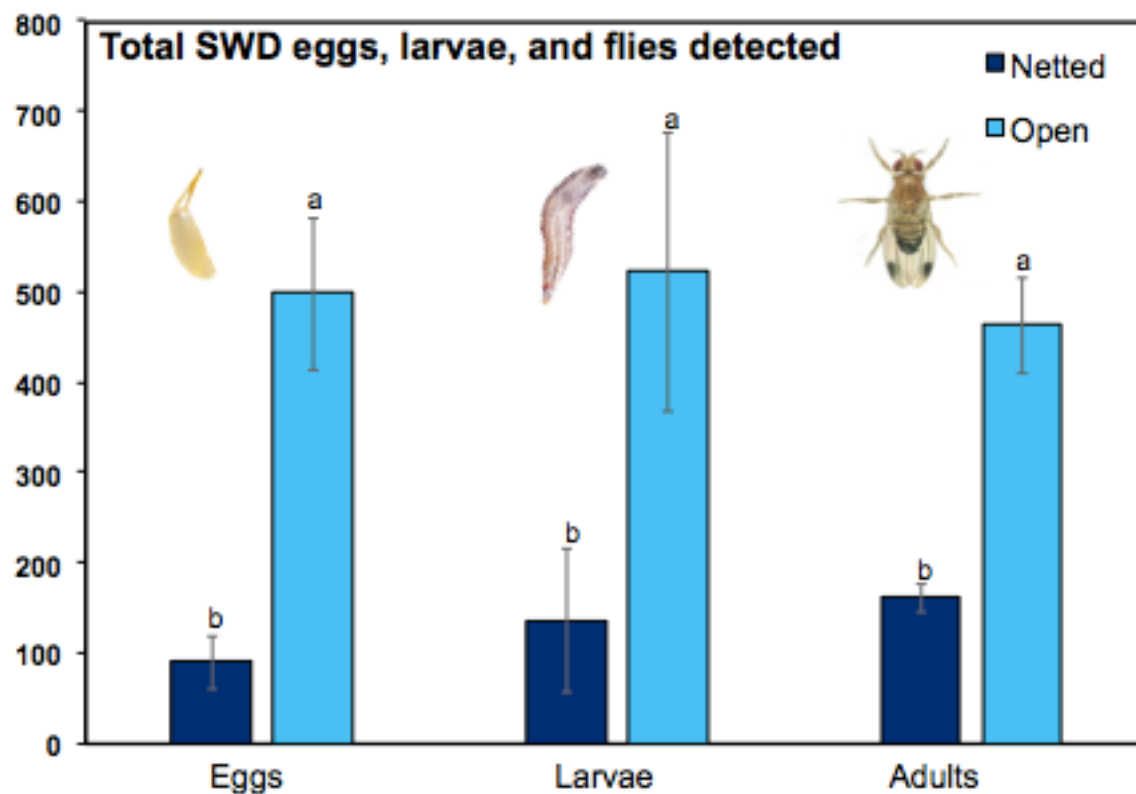 Total SWD eggs, larvae, and flies detected
Netted
Open
800
700
600
500
400
300
200
100
0
b
a
b
a
b
a
Eggs
Larvae
Adults